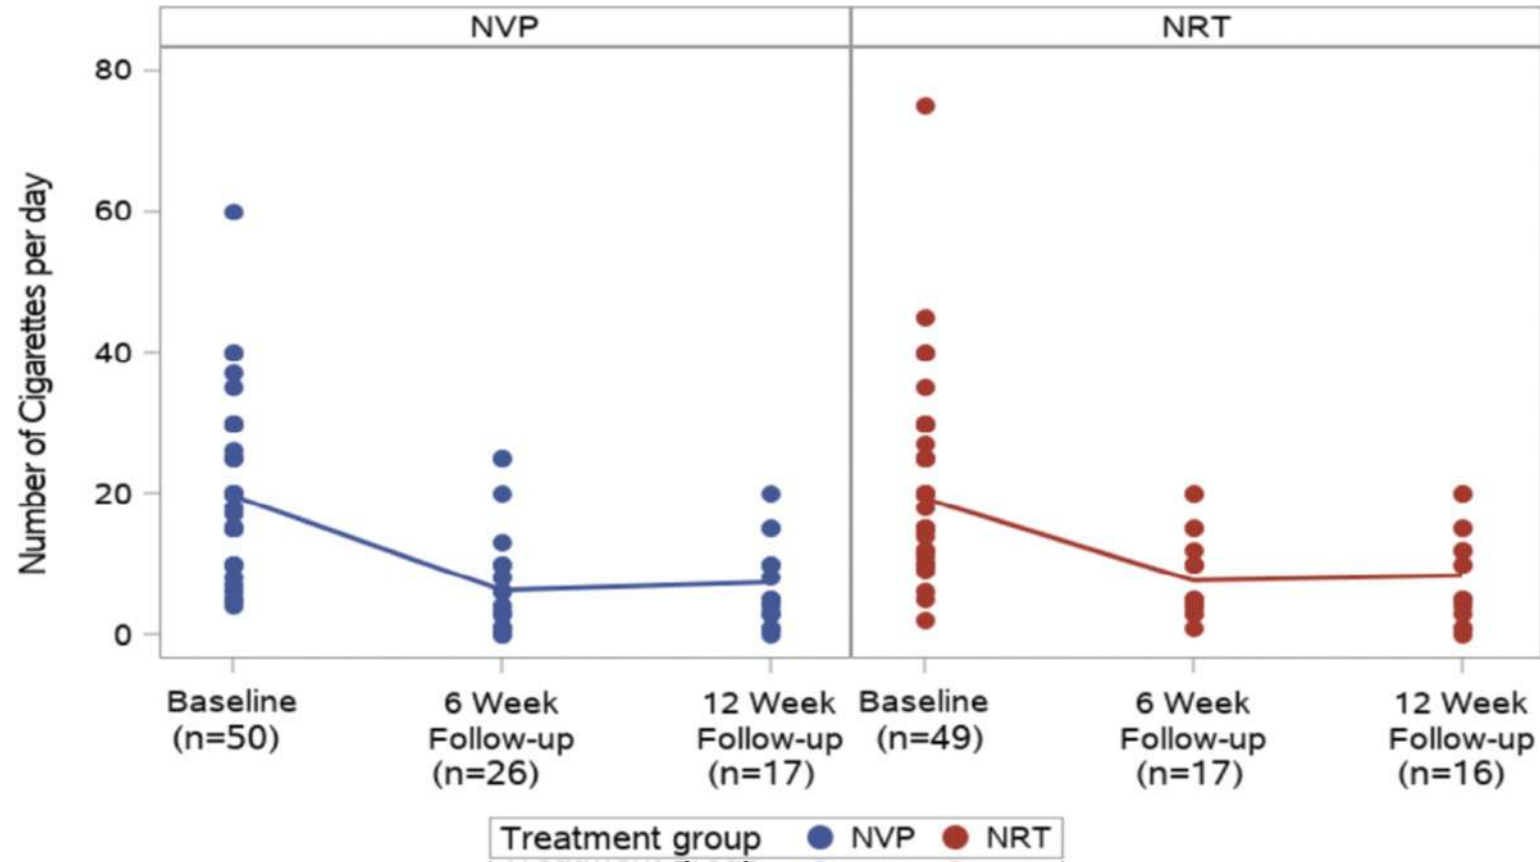 NVP
NRT
Number of Cigarettes per day
80
60
40
20
0
Baseline
(n=50)
6 Week
Follow-up
(n=26)
12 Week
Follow-up
(n=17)
Baseline
(n=49)
6 Week
Follow-up
(n=17)
12 Week
Follow-up
(n=16)
Treatment group NVP NRT